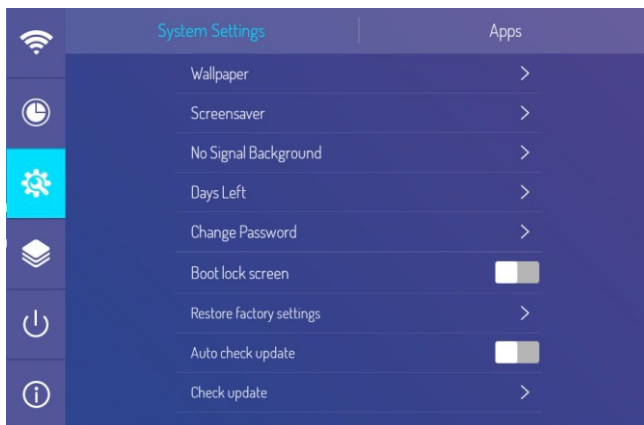 System Settings
Apps
Wallpaper
Screensaver
No Signal Background
Days Left
Change Password
Boot lock screen
Restore factory settings
Auto check update
Check update